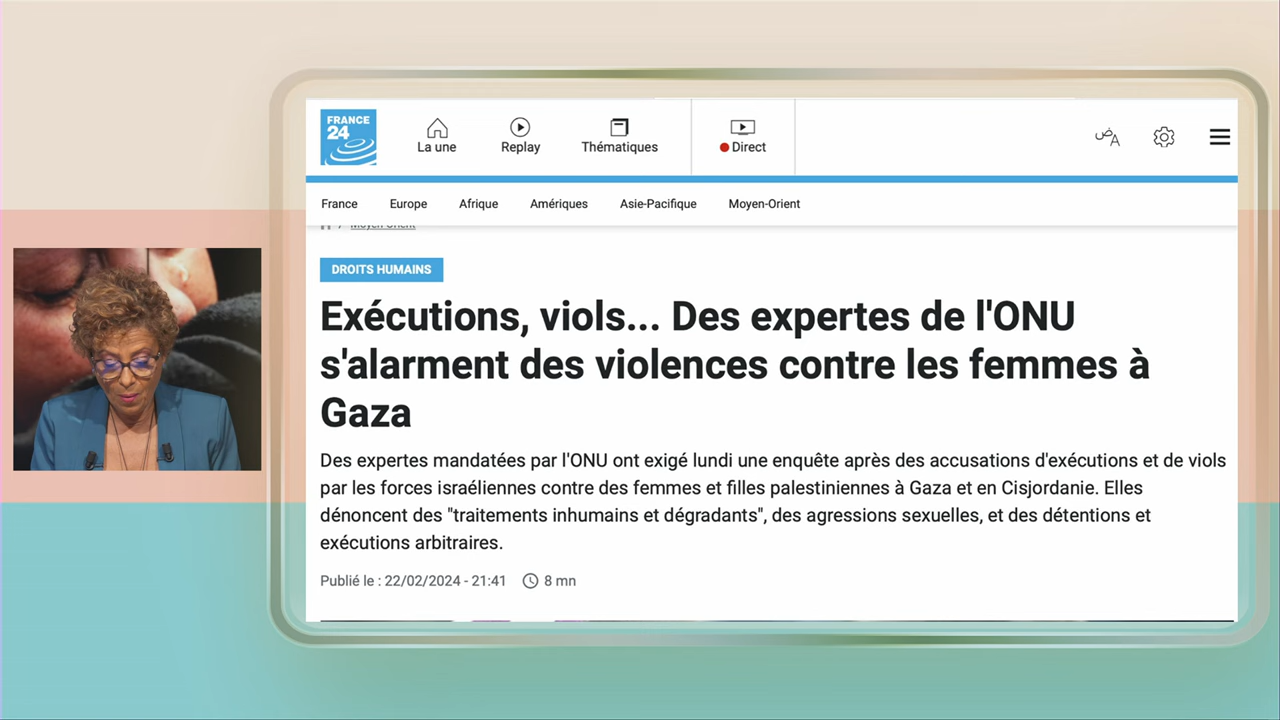 FRANCE
24
La une
Replay
Thématiques
Direct
France
Europe
Afrique
Amériques
Asie-Pacifique
Moyen-Orient
/ Moyen-Orient
DROITS HUMAINS
Exécutions, viols... Des expertes de l'ONU
s'alarment des violences contre les femmes à
Gaza
Des expertes mandatées par l'ONU ont exigé lundi une enquête après des accusations d'exécutions et de viols
par les forces israéliennes contre des femmes et filles palestiniennes à Gaza et en Cisjordanie. Elles
dénoncent des "traitements inhumains et dégradants", des agressions sexuelles, et des détentions et
exécutions arbitraires.
Publié le : 22/02/2024 - 21:41 8 mn